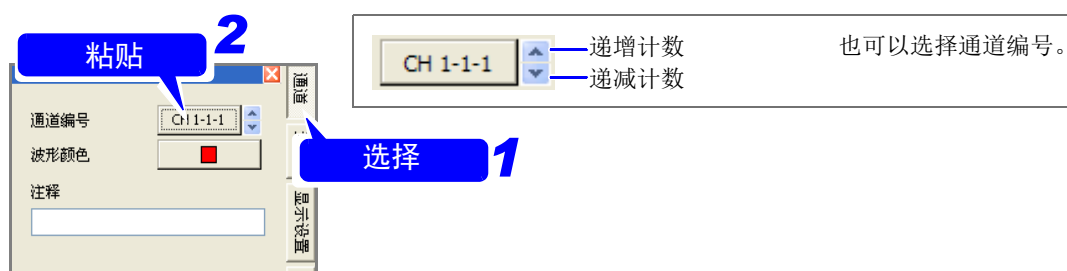 粘贴
2
通道编号
CH 1-1-1
波形颜色
注释
通道
显示设置
选择
1
CH 1-1-1
递增计数
递减计数
也可以选择通道编号。